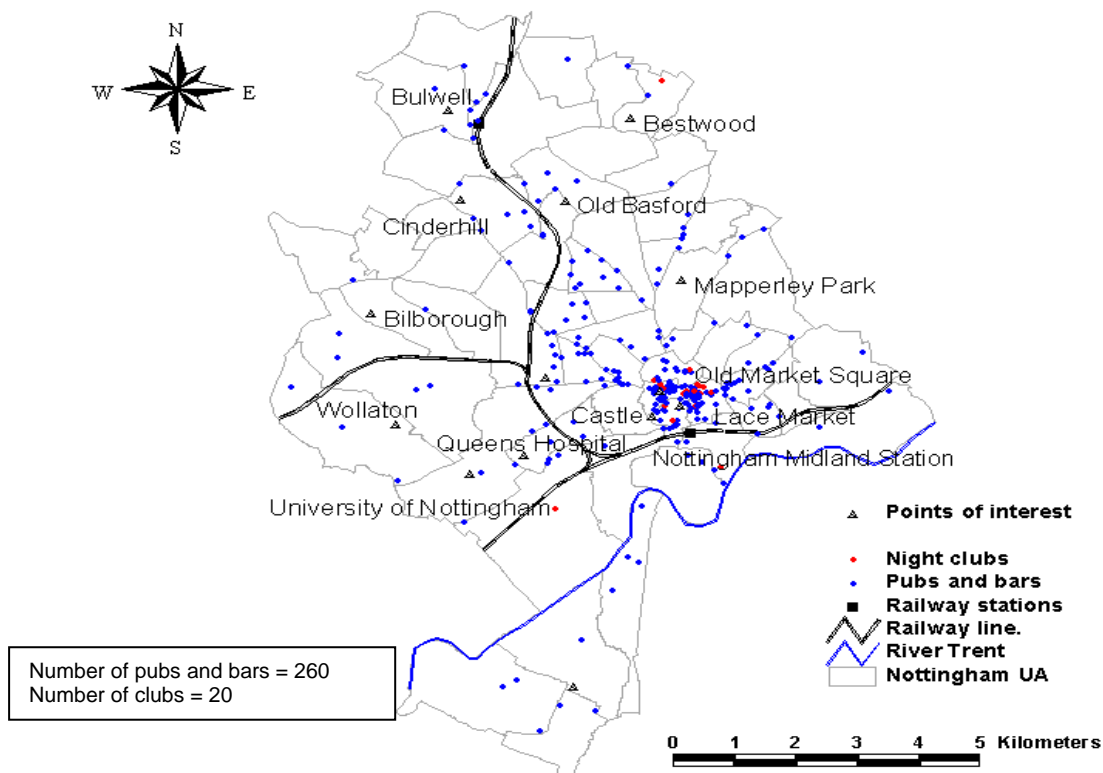 N
W E
S
Bulwell
Bestwood
Old Basford
Cinderhill
Mapperley Park
Bilborough
Old Market Square
Wollaton
Castle
Lace Market
Queens Hospital
Nottingham Midland Station
University of Nottingham
Points of interest
Night clubs
Pubs and bars
Railway stations
Railway line.
River Trent
Nottingham UA
Number of pubs and bars = 260
Number of clubs = 20
0 1 2 3 4 5 Kilometers